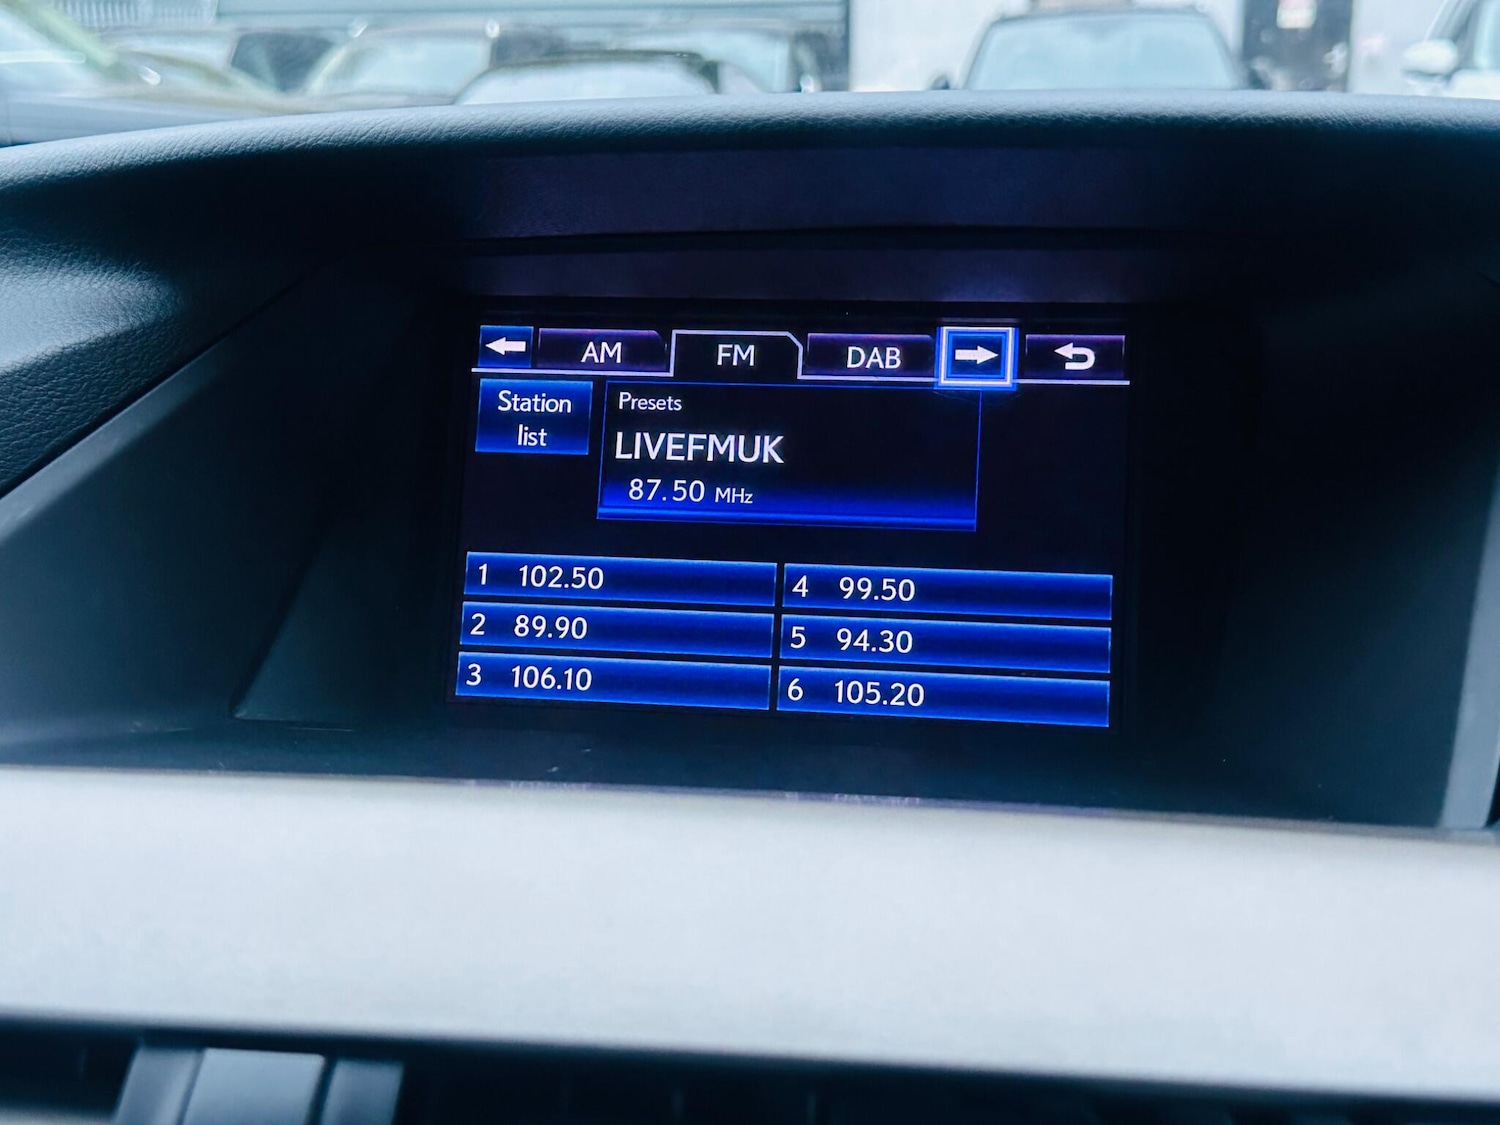 AM FM DAB
Station
list
Presets
LIVEFMUK
87.50 MHz
1 102.50
2 89.90
3 106.10
4 99.50
5 94.30
6 105.20